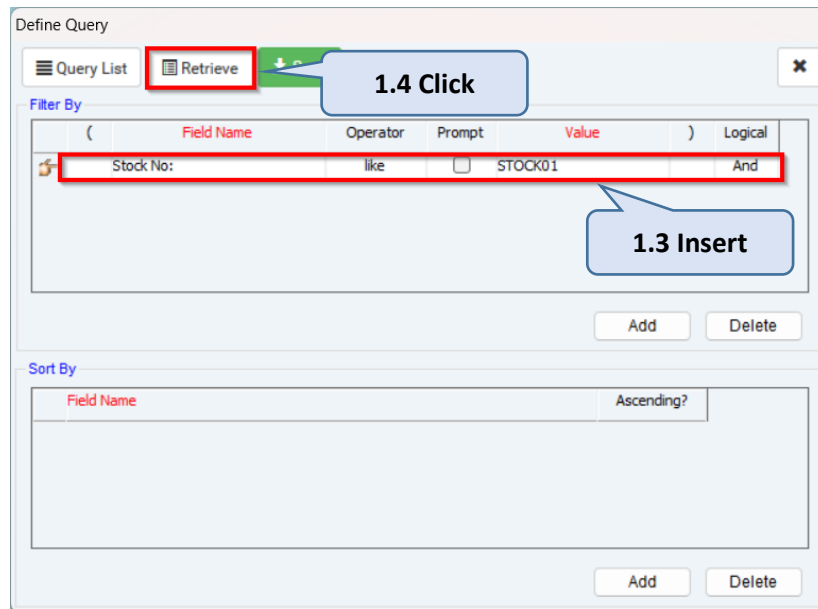 Define Query
Query List Retrieve
1.4 Click
Filter By
( Field Name Operator Prompt Value ) Logical
Stock No: like STOCK01 And
1.3 Insert
Add Delete
Sort By
Field Name Ascending?
Add Delete